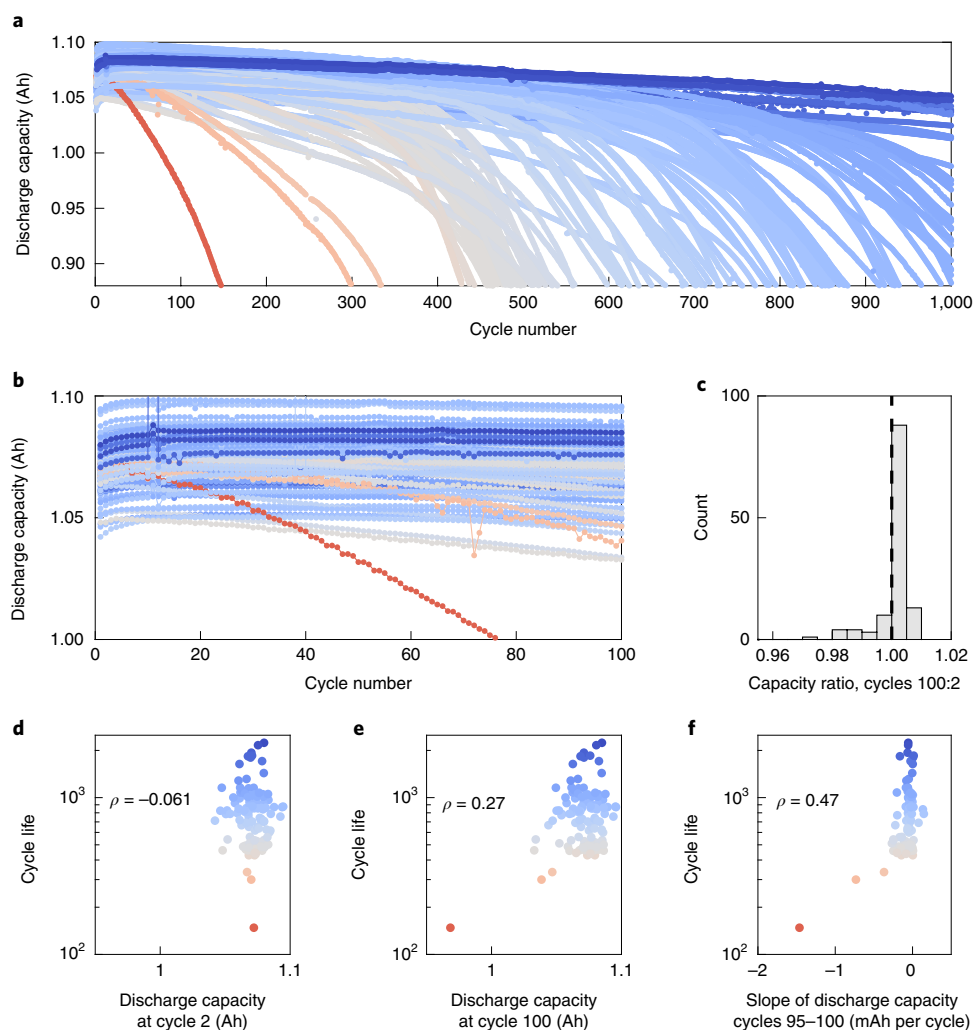 a
1.10
1.05
1.00
0.95
0.90
Discharge capacity (Ah)
0 100 200 300 400 500 600 700 800 900 1,000
Cycle number
b
1.10
1.05
1.00
Discharge capacity (Ah)
0 20 40 60 80 100
Cycle number
c
100
50
0
Count
0.96 0.98 1.00 1.02
Capacity ratio, cycles 100:2
d
10³
10²
Cycle life
ρ = −0.061
1 1.1
Discharge capacity
at cycle 2 (Ah)
e
10³
10²
Cycle life
ρ = 0.27
1 1.1
Discharge capacity
at cycle 100 (Ah)
f
10³
10²
Cycle life
ρ = 0.47
−2 −1 0
Slope of discharge capacity
cycles 95–100 (mAh per cycle)